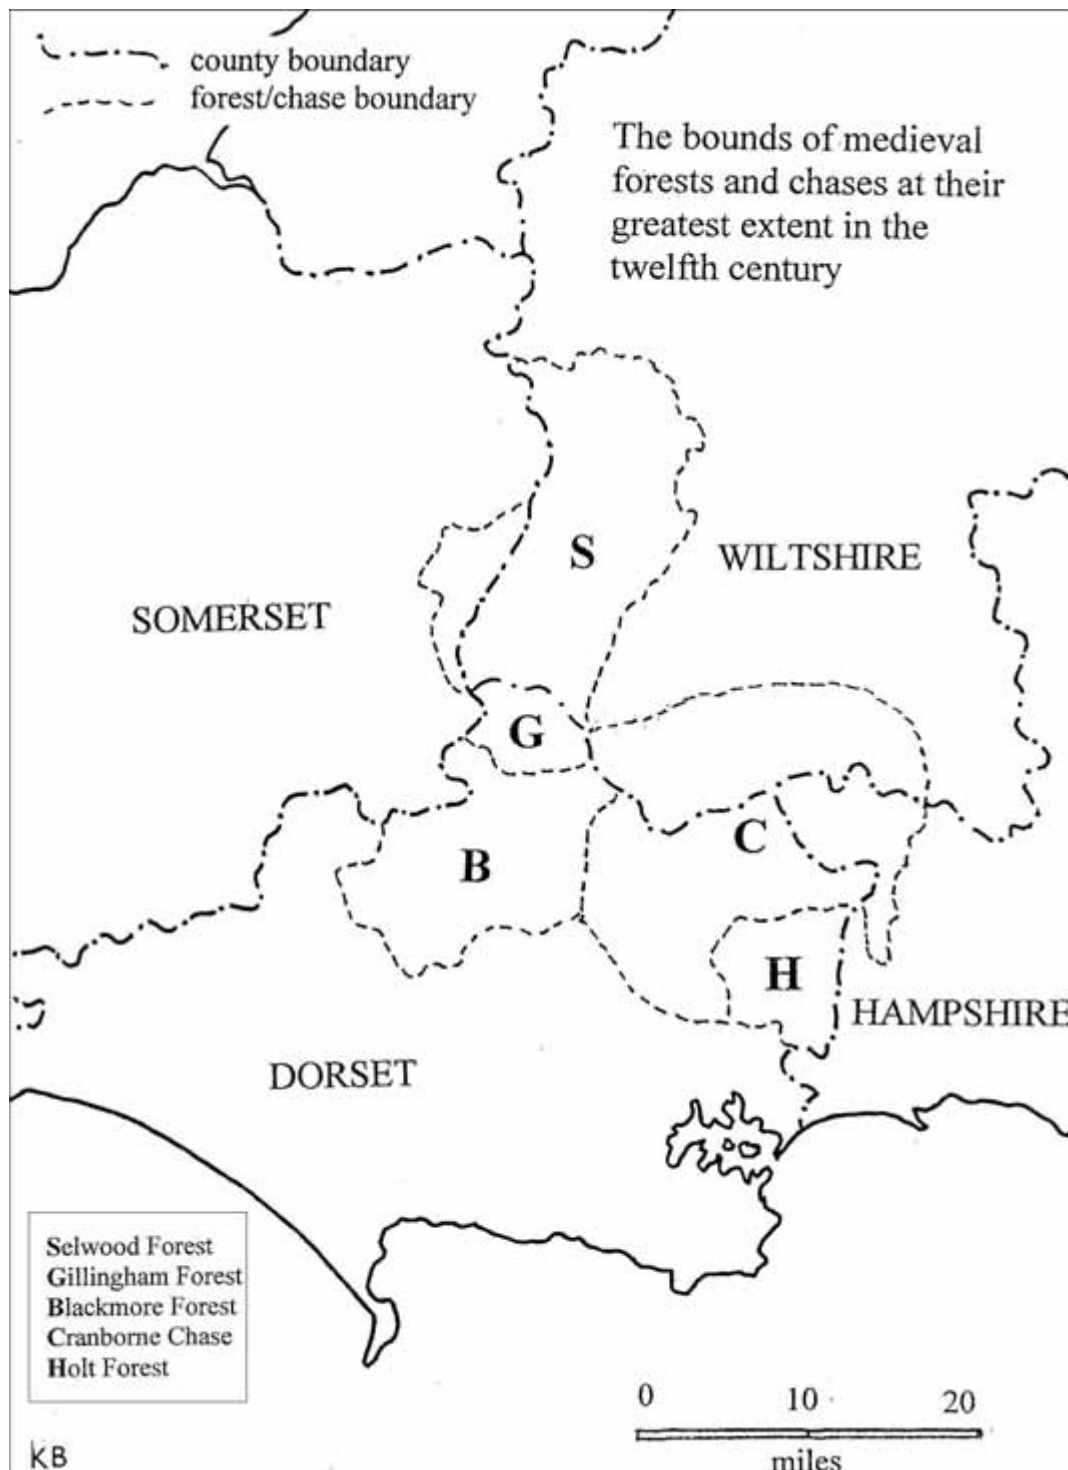 county boundary
forest/chase boundary
The bounds of medieval
forests and chases at their
greatest extent in the
twelfth century
S
WILTSHIRE
SOMERSET
G
C
B
H
HAMPSHIRE
DORSET
Selwood Forest
Gillingham Forest
Blackmore Forest
Cranborne Chase
Holt Forest
0 10 20
miles
KB